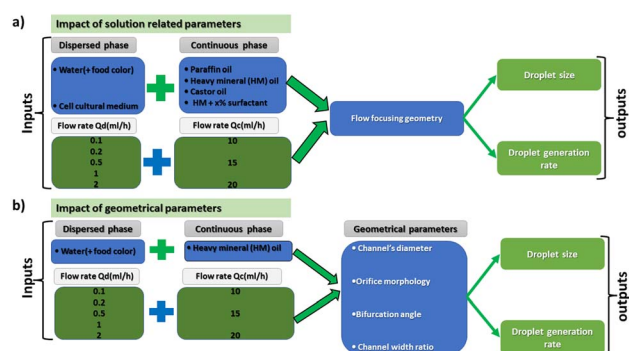 a)
Impact of solution related parameters
Dispersed phase
Continuous phase
• Water(+ food color)
• Cell cultural medium
• Paraffin oil
• Heavy mineral (HM) oil
• Castor oil
• HM + x% surfactant
Flow rate Qd(ml/h)
Flow rate Qc(ml/h)
0.1
0.2
0.5
1
2
10
15
20
Inputs
Flow focusing geometry
Droplet size
Droplet generation
rate
outputs
b)
Impact of geometrical parameters
Dispersed phase
Continuous phase
Geometrical parameters
• Water(+ food color)
• Heavy mineral (HM) oil
Flow rate Qd(ml/h)
Flow rate Qc(ml/h)
0.1
0.2
0.5
1
2
10
15
20
Inputs
• Channel's diameter
•Orifice morphology
•Bifurcation angle
• Channel width ratio
Droplet size
Droplet generation
rate
outputs